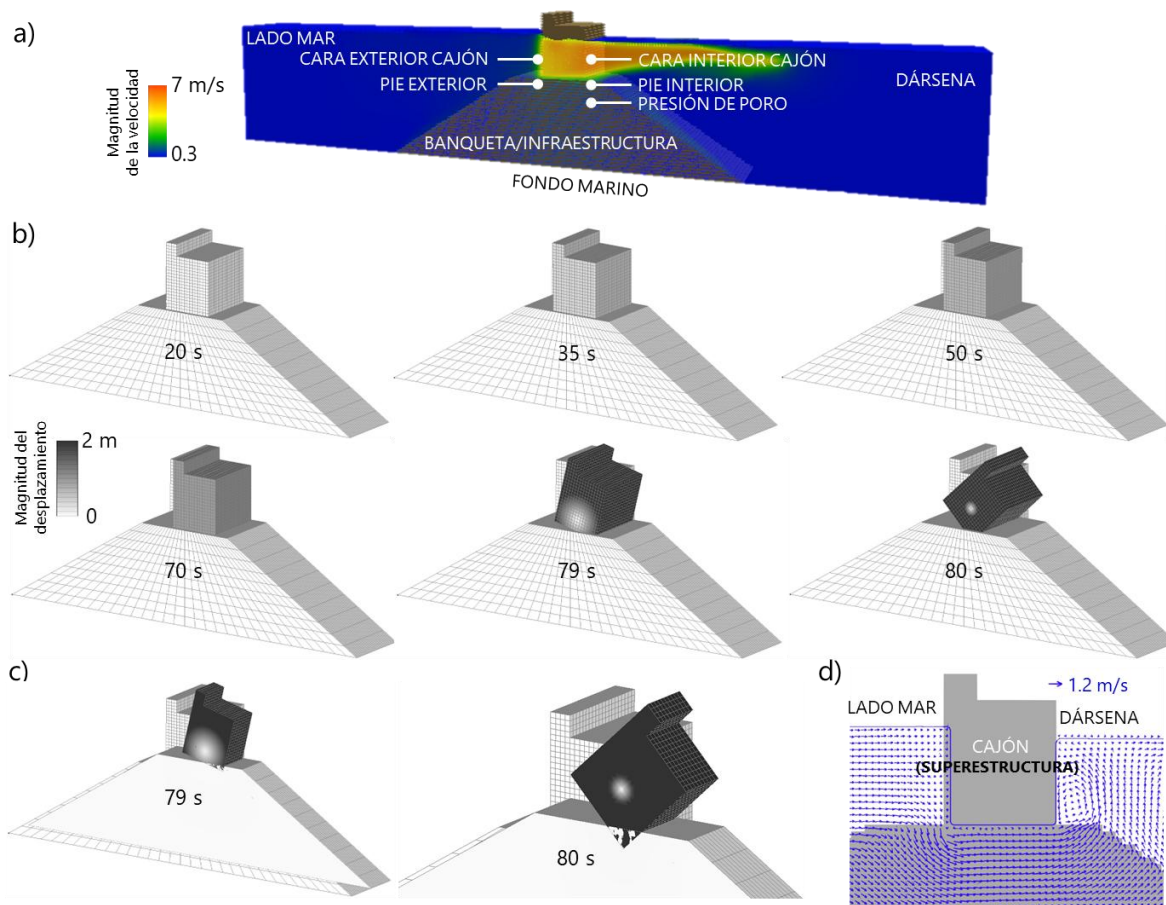 a)
LADO MAR
CARA EXTERIOR CAJÓN
CARA INTERIOR CAJÓN
PIE EXTERIOR
PIE INTERIOR
DÁRSENA
PRESIÓN DE PORO
BANQUETA/INFRAESTRUCTURA
FONDO MARINO
Magnitud
de la velocidad
7 m/s
0.3
b)
20 s
35 s
50 s
Magnitud del
desplazamiento
2 m
0
70 s
79 s
80 s
c)
79 s
80 s
d)
1.2 m/s
LADO MAR
DÁRSENA
CAJÓN
(SUPERESTRUCTURA)